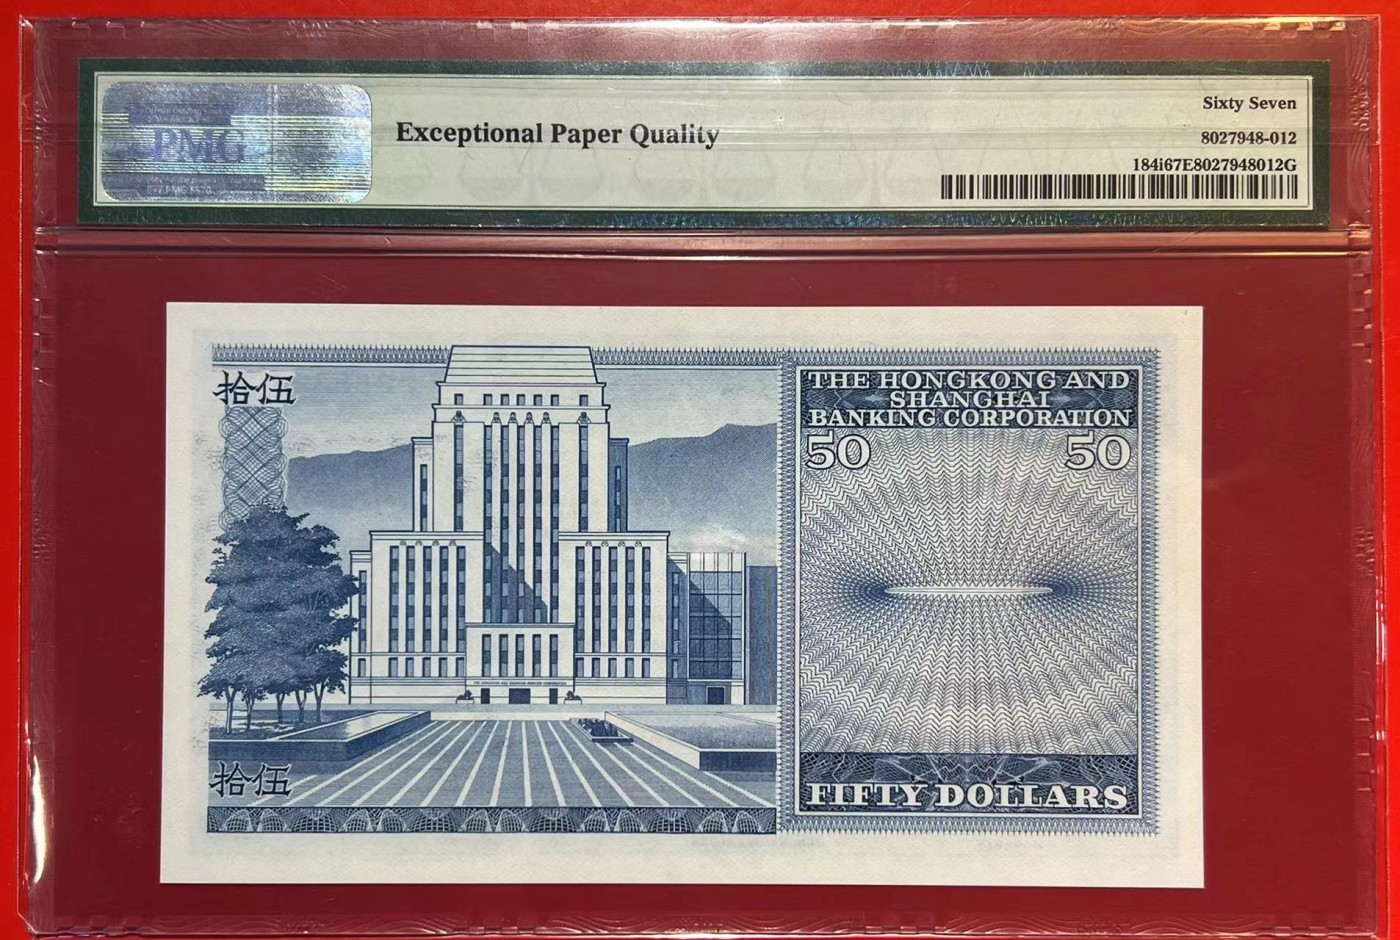 PMG
Exceptional Paper Quality
Sixty Seven
8027948-012
184i67E8027948012G
拾伍
THE HONGKONG AND
SHANGHAI
BANKING CORPORATION
50 50
拾伍
FIFTY DOLLARS